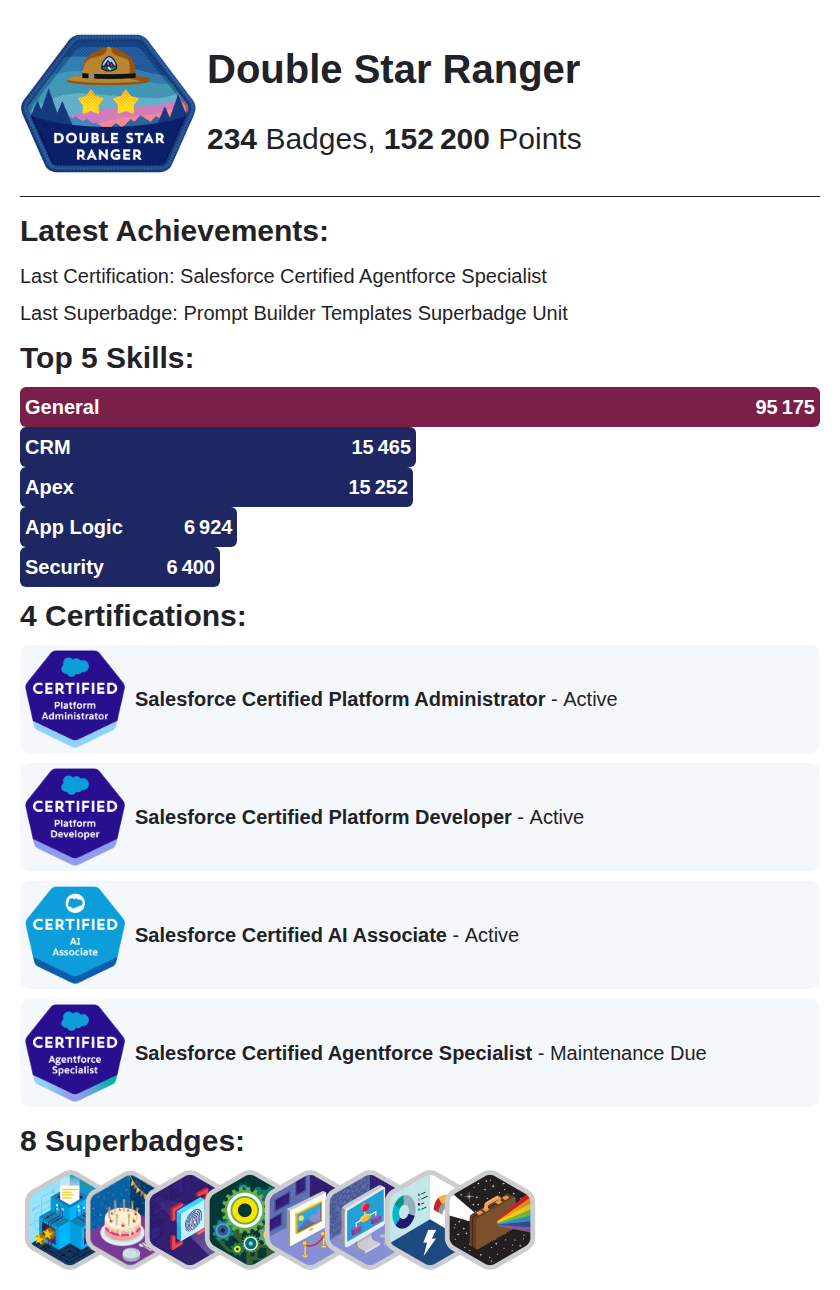 DOUBLE STAR
RANGER
Double Star Ranger
234 Badges, 152 200 Points
Latest Achievements:
Last Certification: Salesforce Certified Agentforce Specialist
Last Superbadge: Prompt Builder Templates Superbadge Unit
Top 5 Skills:
General 95 175
CRM 15 465
Apex 15 252
App Logic 6 924
Security 6 400
4 Certifications:
CERTIFIED
Platform
Administrator
Salesforce Certified Platform Administrator - Active
CERTIFIED
Platform
Developer
Salesforce Certified Platform Developer - Active
CERTIFIED
AI
Associate
Salesforce Certified AI Associate - Active
CERTIFIED
Agentforce
Specialist
Salesforce Certified Agentforce Specialist - Maintenance Due
8 Superbadges: